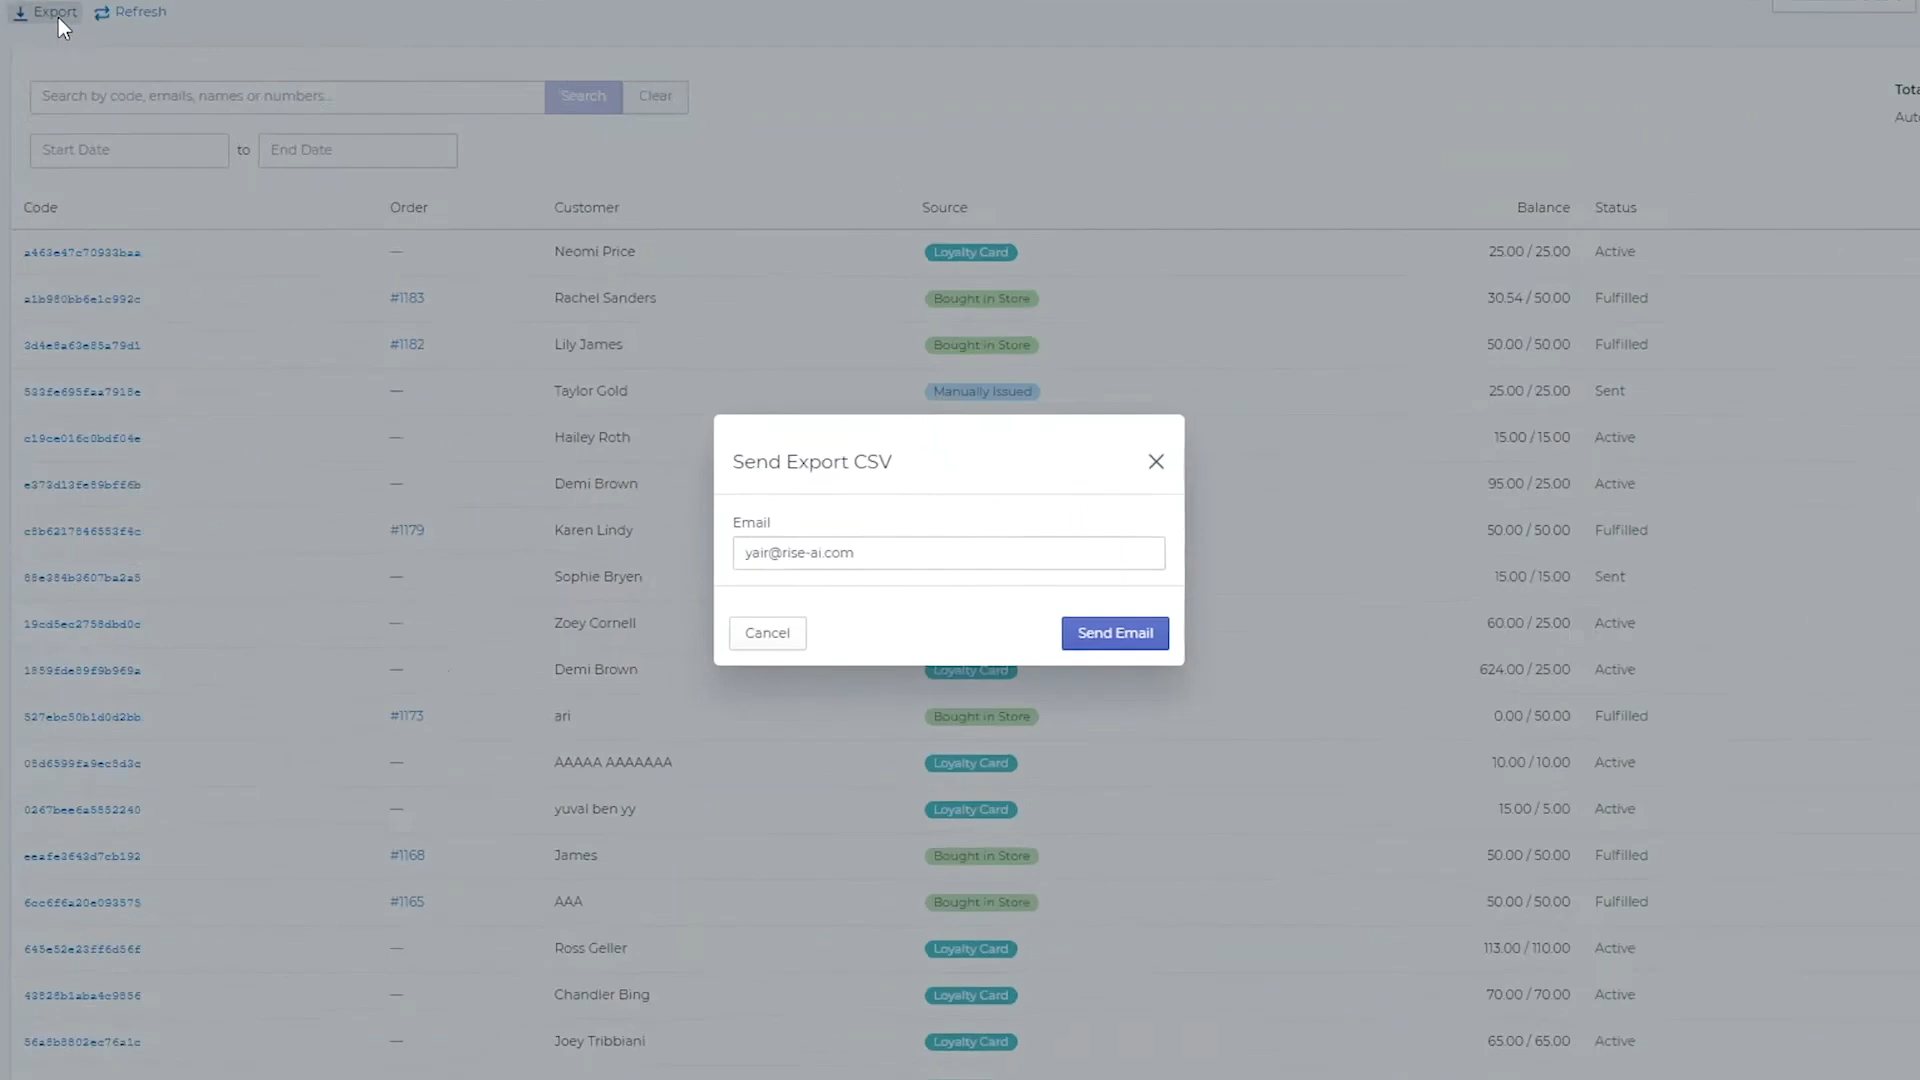 Export Refresh
Search by code, emails, names or numbers... Search Clear
Start Date to End Date
Code Order Customer Source Balance Status
a463e47c70933baa — Neomi Price Loyalty Card 25.00 / 25.00 Active
a1b980bb6e1c992c #1183 Rachel Sanders Bought in Store 30.54 / 50.00 Fulfilled
3d4e8a63e85a79d1 #1182 Lily James Bought in Store 50.00 / 50.00 Fulfilled
533fe695faa7918e — Taylor Gold Manually Issued 25.00 / 25.00 Sent
c19ce016c0bdf04e — Hailey Roth 15.00 / 15.00 Active
Send Export CSV
e373d13fe89bff6b — Demi Brown 95.00 / 25.00 Active
Email
c8b6217846553f4c #1179 Karen Lindy 50.00 / 50.00 Fulfilled
yair@rise-ai.com
85e384b3607ba2a5 — Sophie Bryen 15.00 / 15.00 Sent
19cd5ec2758dbd0c — Zoey Cornell 60.00 / 25.00 Active
Cancel Send Email
1859fde89f9b969a — Demi Brown Loyalty Card 624.00 / 25.00 Active
527ebc50b1d0d2bb #1173 ari Bought in Store 0.00 / 50.00 Fulfilled
05d6599fa9ec8d3c — AAAAA AAAAAAA Loyalty Card 10.00 / 10.00 Active
0267bee6a5552240 — yuval ben yy Loyalty Card 15.00 / 5.00 Active
eeafe3643d7cb192 #1168 James Bought in Store 50.00 / 50.00 Fulfilled
6cc6f6a20e093575 #1165 AAA Bought in Store 50.00 / 50.00 Fulfilled
645e52e23ff6d56f — Ross Geller Loyalty Card 113.00 / 110.00 Active
43828b1aba4c9856 — Chandler Bing Loyalty Card 70.00 / 70.00 Active
56a8b8802ec76a1c — Joey Tribbiani Loyalty Card 65.00 / 65.00 Active